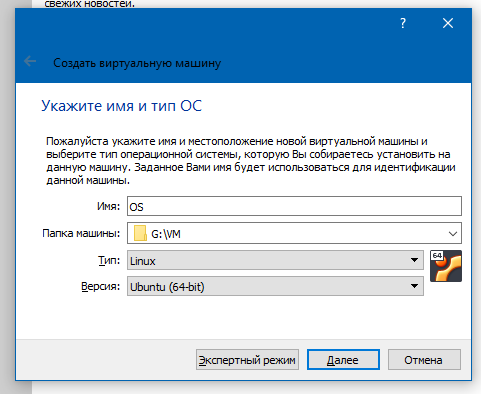 свежих новостей.
?
Создать виртуальную машину
Укажите имя и тип ОС
Пожалуйста укажите имя и местоположение новой виртуальной машины и
выберите тип операционной системы, которую Вы собираетесь установить на
данную машину. Заданное Вами имя будет использоваться для идентификации
данной машины.
Имя: OS
Папка машины: G:\VM
Тип: Linux
64
Версия: Ubuntu (64-bit)
Экспертный режим Далее Отмена